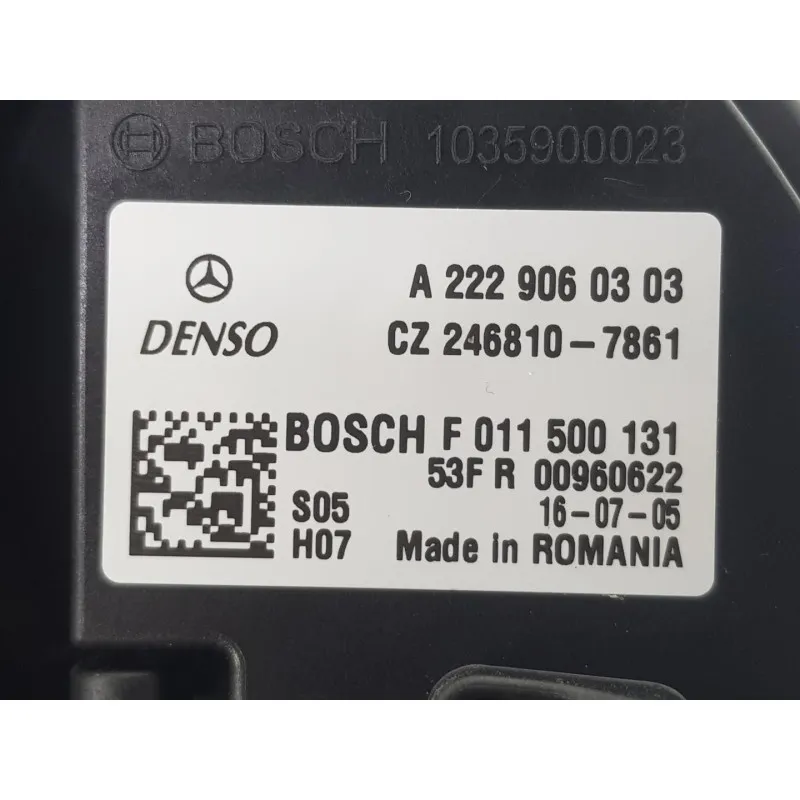 BOSCH 1035900023
A 222 906 03 03
DENSO CZ 246810-7861
BOSCH F 011 500 131
53F R 00960622
S05 16-07-05
H07 Made in ROMANIA